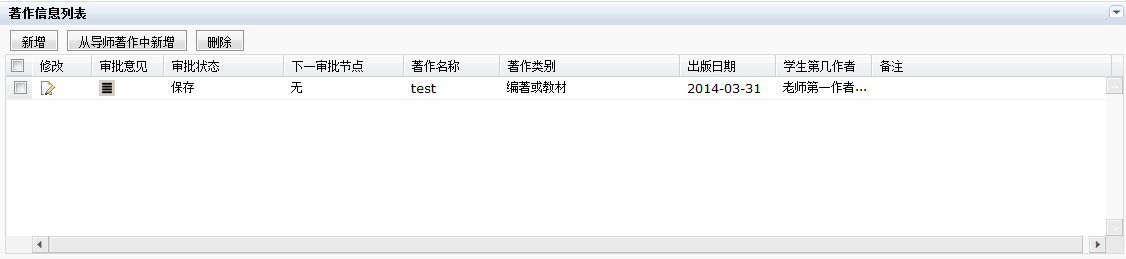 著作信息列表
新增 从导师著作中新增 删除
修改 审批意见 审批状态 下一审批节点 著作名称 著作类别 出版日期 学生第几作者 备注
保存 无 test 编著或教材 2014-03-31 老师第一作者...